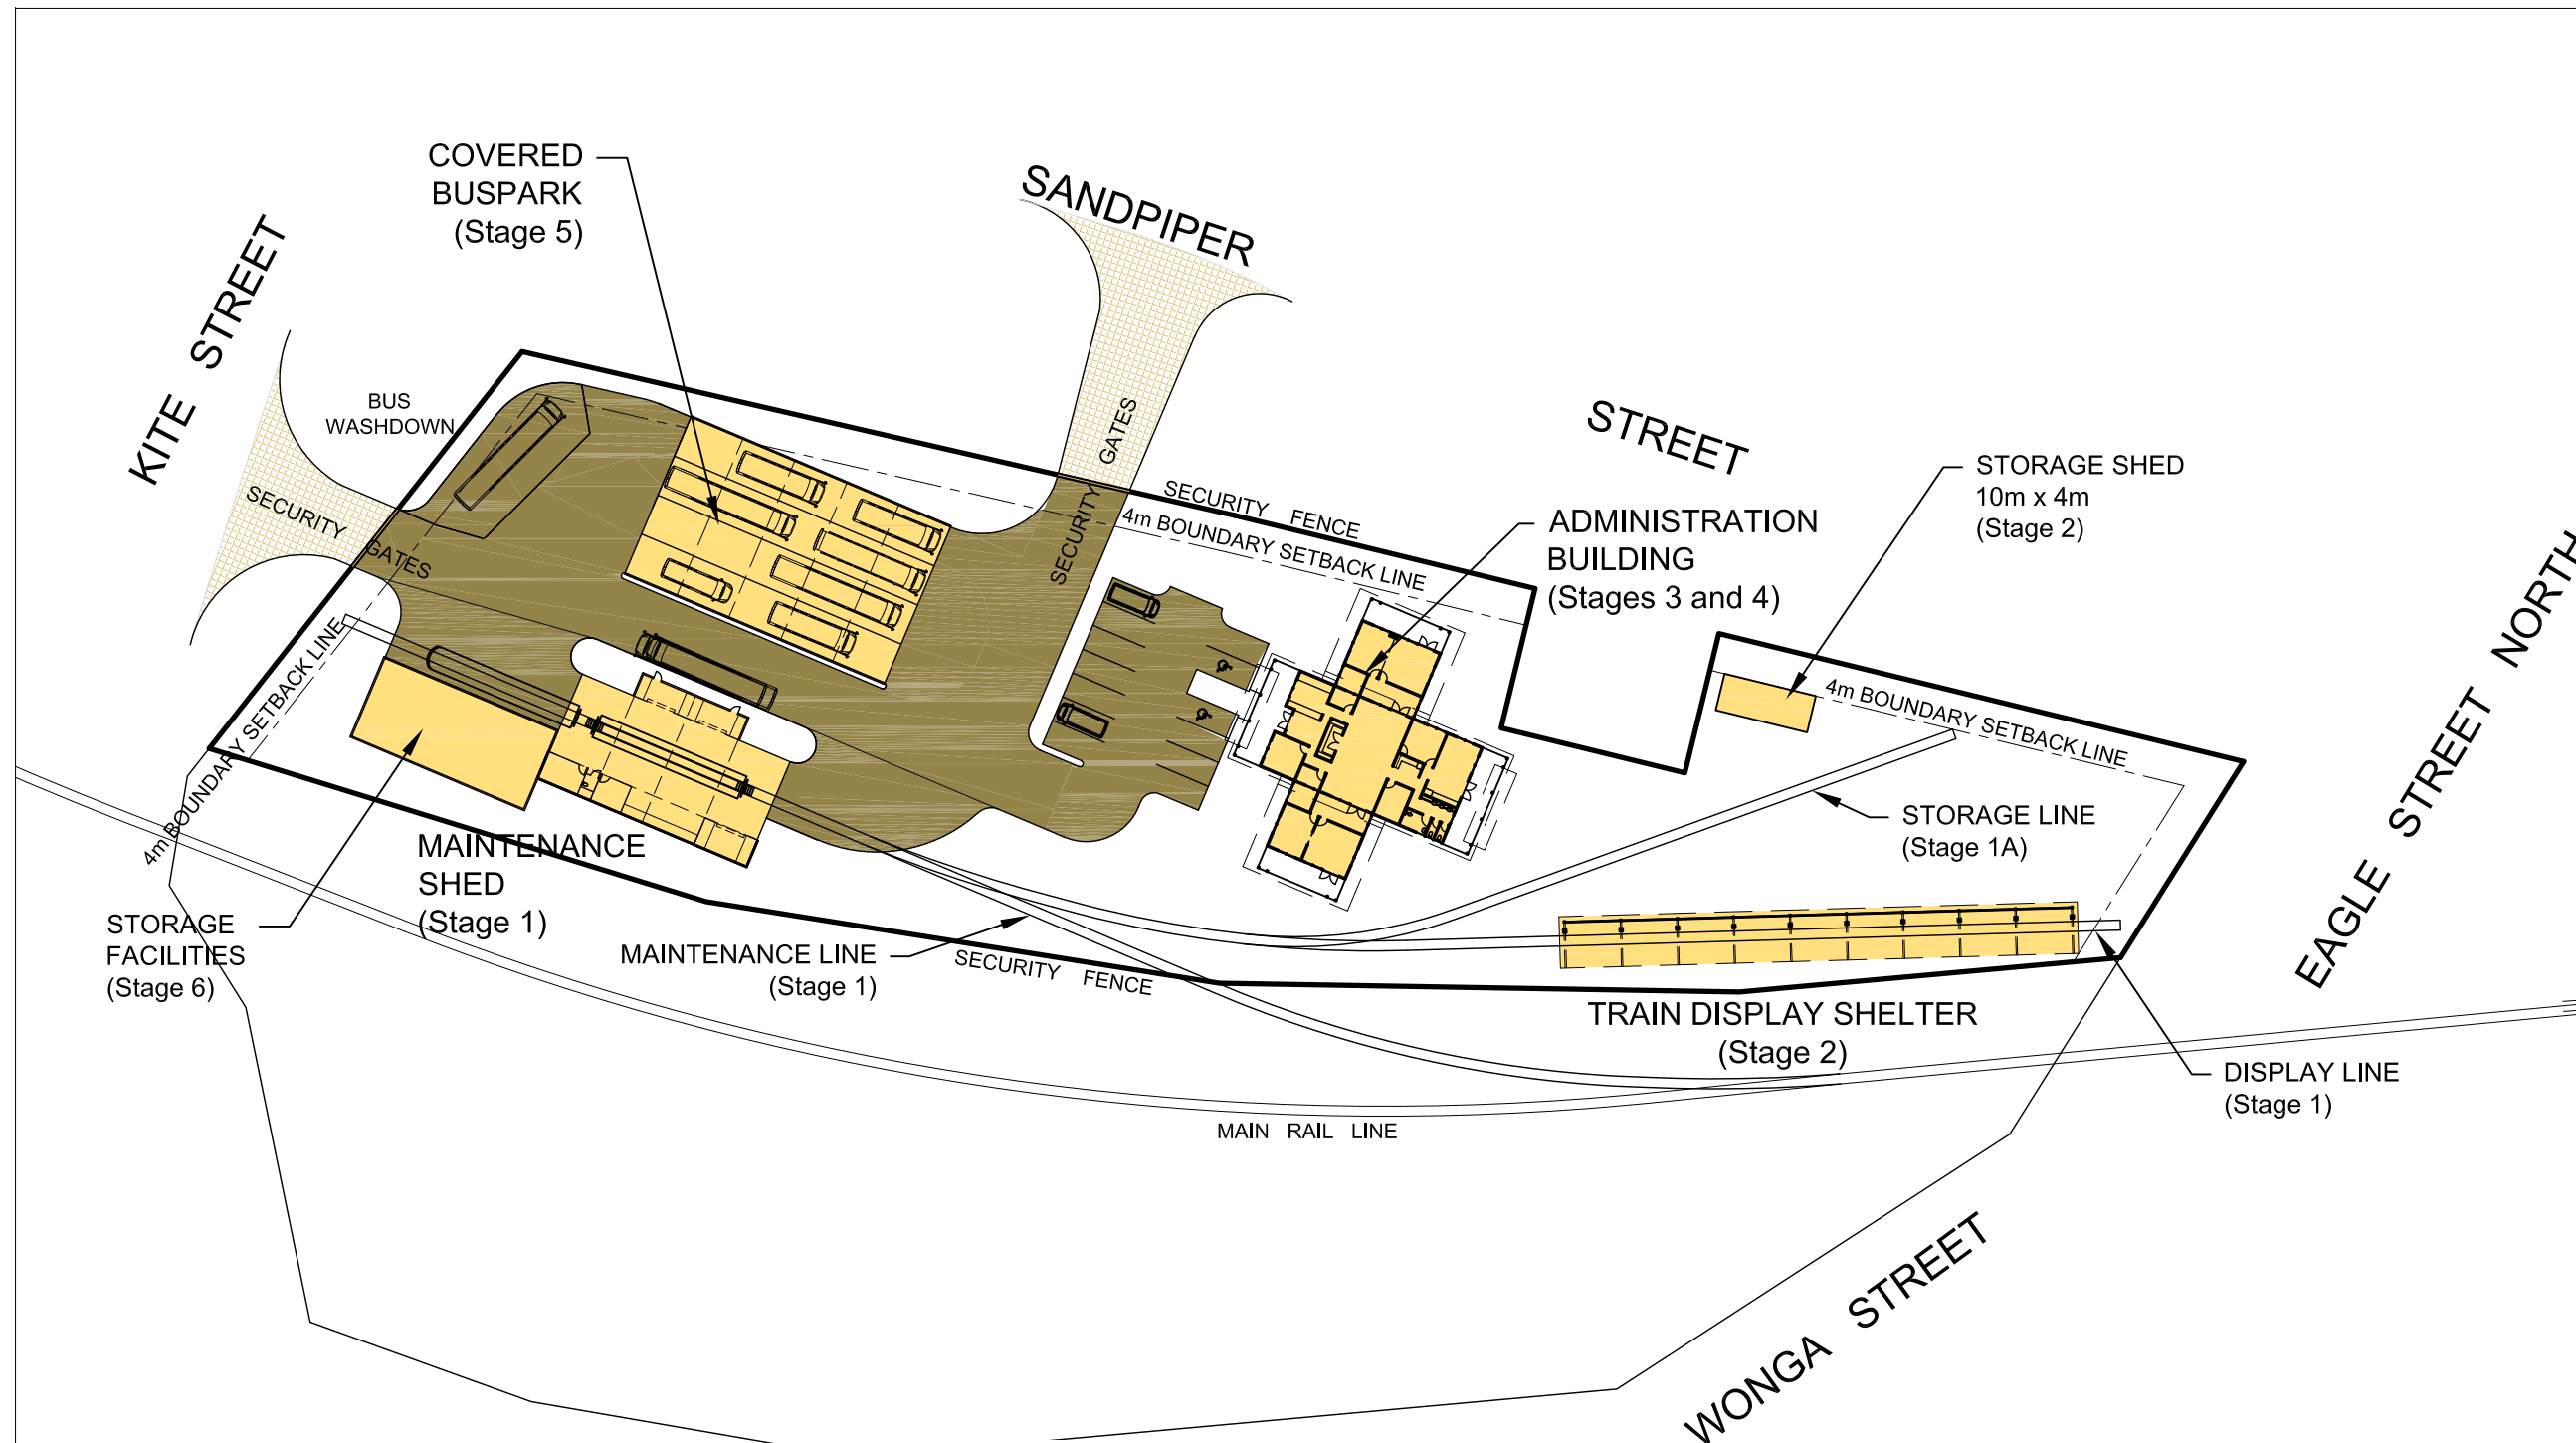 COVERED
BUSPARK
(Stage 5)
SANDPIPER
STREET
KITE STREET
BUS
WASHDOWN
SECURITY
GATES
GATES
SECURITY
SECURITY FENCE
4m BOUNDARY SETBACK LINE
ADMINISTRATION
BUILDING
(Stages 3 and 4)
STORAGE SHED
10m x 4m
(Stage 2)
EAGLE STREET NORTH
4m BOUNDARY SETBACK LINE
4m BOUNDARY SETBACK LINE
STORAGE LINE
(Stage 1A)
MAINTENANCE
SHED
(Stage 1)
STORAGE
FACILITIES
(Stage 6)
MAINTENANCE LINE
(Stage 1)
SECURITY FENCE
TRAIN DISPLAY SHELTER
(Stage 2)
DISPLAY LINE
(Stage 1)
MAIN RAIL LINE
WONGA STREET